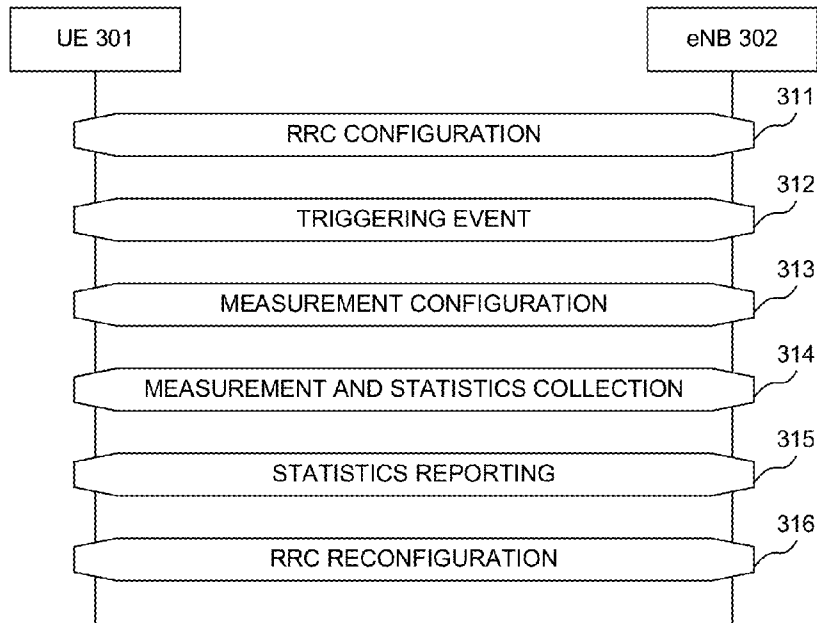 UE 301
eNB 302
311
RRC CONFIGURATION
312
TRIGGERING EVENT
313
MEASUREMENT CONFIGURATION
314
MEASUREMENT AND STATISTICS COLLECTION
315
STATISTICS REPORTING
316
RRC RECONFIGURATION